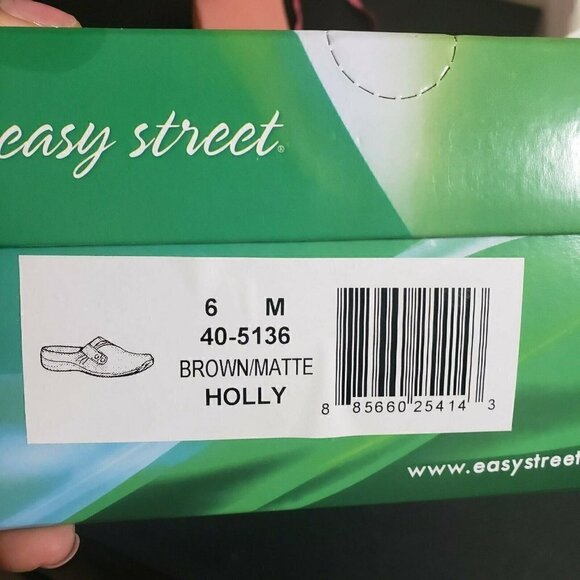 easy street®
6 M
40-5136
BROWN/MATTE
HOLLY
8 85660 25414 3
www.easystreet